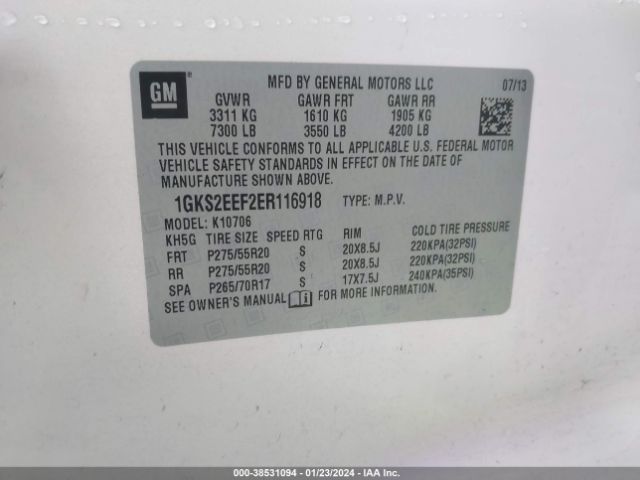 GM
MFD BY GENERAL MOTORS LLC 07/13
GVWR GAWR FRT GAWR RR
3311 KG 1610 KG 1905 KG
7300 LB 3550 LB 4200 LB
THIS VEHICLE CONFORMS TO ALL APPLICABLE U.S. FEDERAL MOTOR
VEHICLE SAFETY STANDARDS IN EFFECT ON THE DATE OF
MANUFACTURE SHOWN ABOVE.
1GKS2EEF2ER116918 TYPE: M.P.V.
MODEL: K10706
KH5G TIRE SIZE SPEED RTG RIM COLD TIRE PRESSURE
FRT P275/55R20 S 20X8.5J 220KPA(32PSI)
RR P275/55R20 S 20X8.5J 220KPA(32PSI)
SPA P265/70R17 S 17X7.5J 240KPA(35PSI)
SEE OWNER'S MANUAL FOR MORE INFORMATION.
000-38531094 - 01/23/2024 - PARTNER